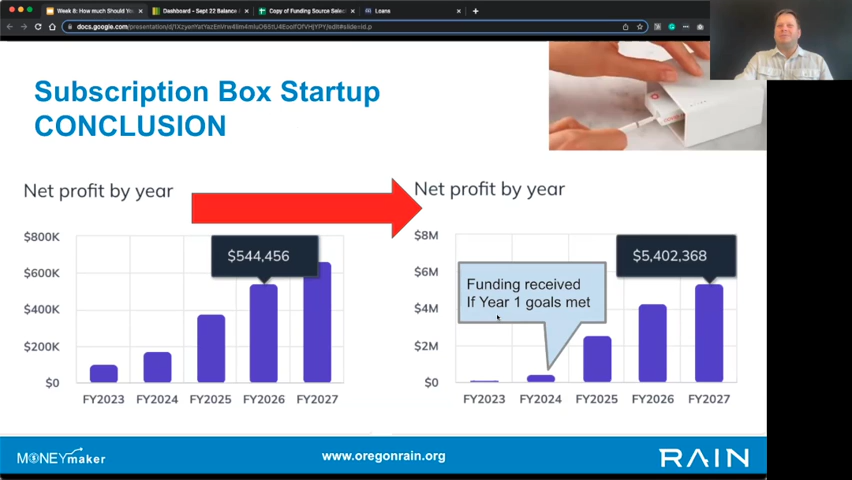 Week 8: How much Should Yo
Dashboard - Sept 22 Balance
Copy of Funding Source Selec
Loans
Subscription Box Startup
CONCLUSION
Net profit by year
$800K
$600K
$400K
$200K
$0
$544,456
FY2023 FY2024 FY2025 FY2026 FY2027
Net profit by year
$8M
$6M
$4M
$2M
$0
$5,402,368
Funding received
If Year 1 goals met
FY2023 FY2024 FY2025 FY2026 FY2027
MONEYmaker
www.oregonrain.org
RAIN